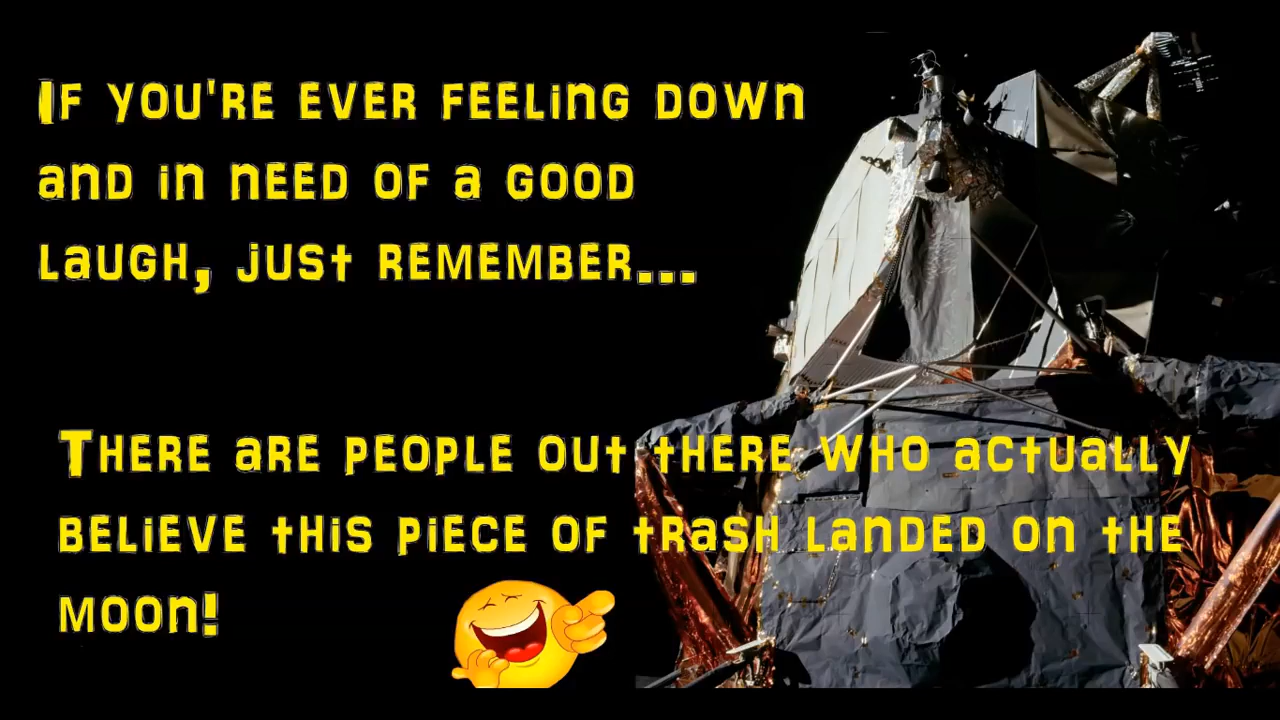 If you're ever feeling down
and in need of a good
laugh, just remember...
There are people out there who actually
believe this piece of trash landed on the
moon!